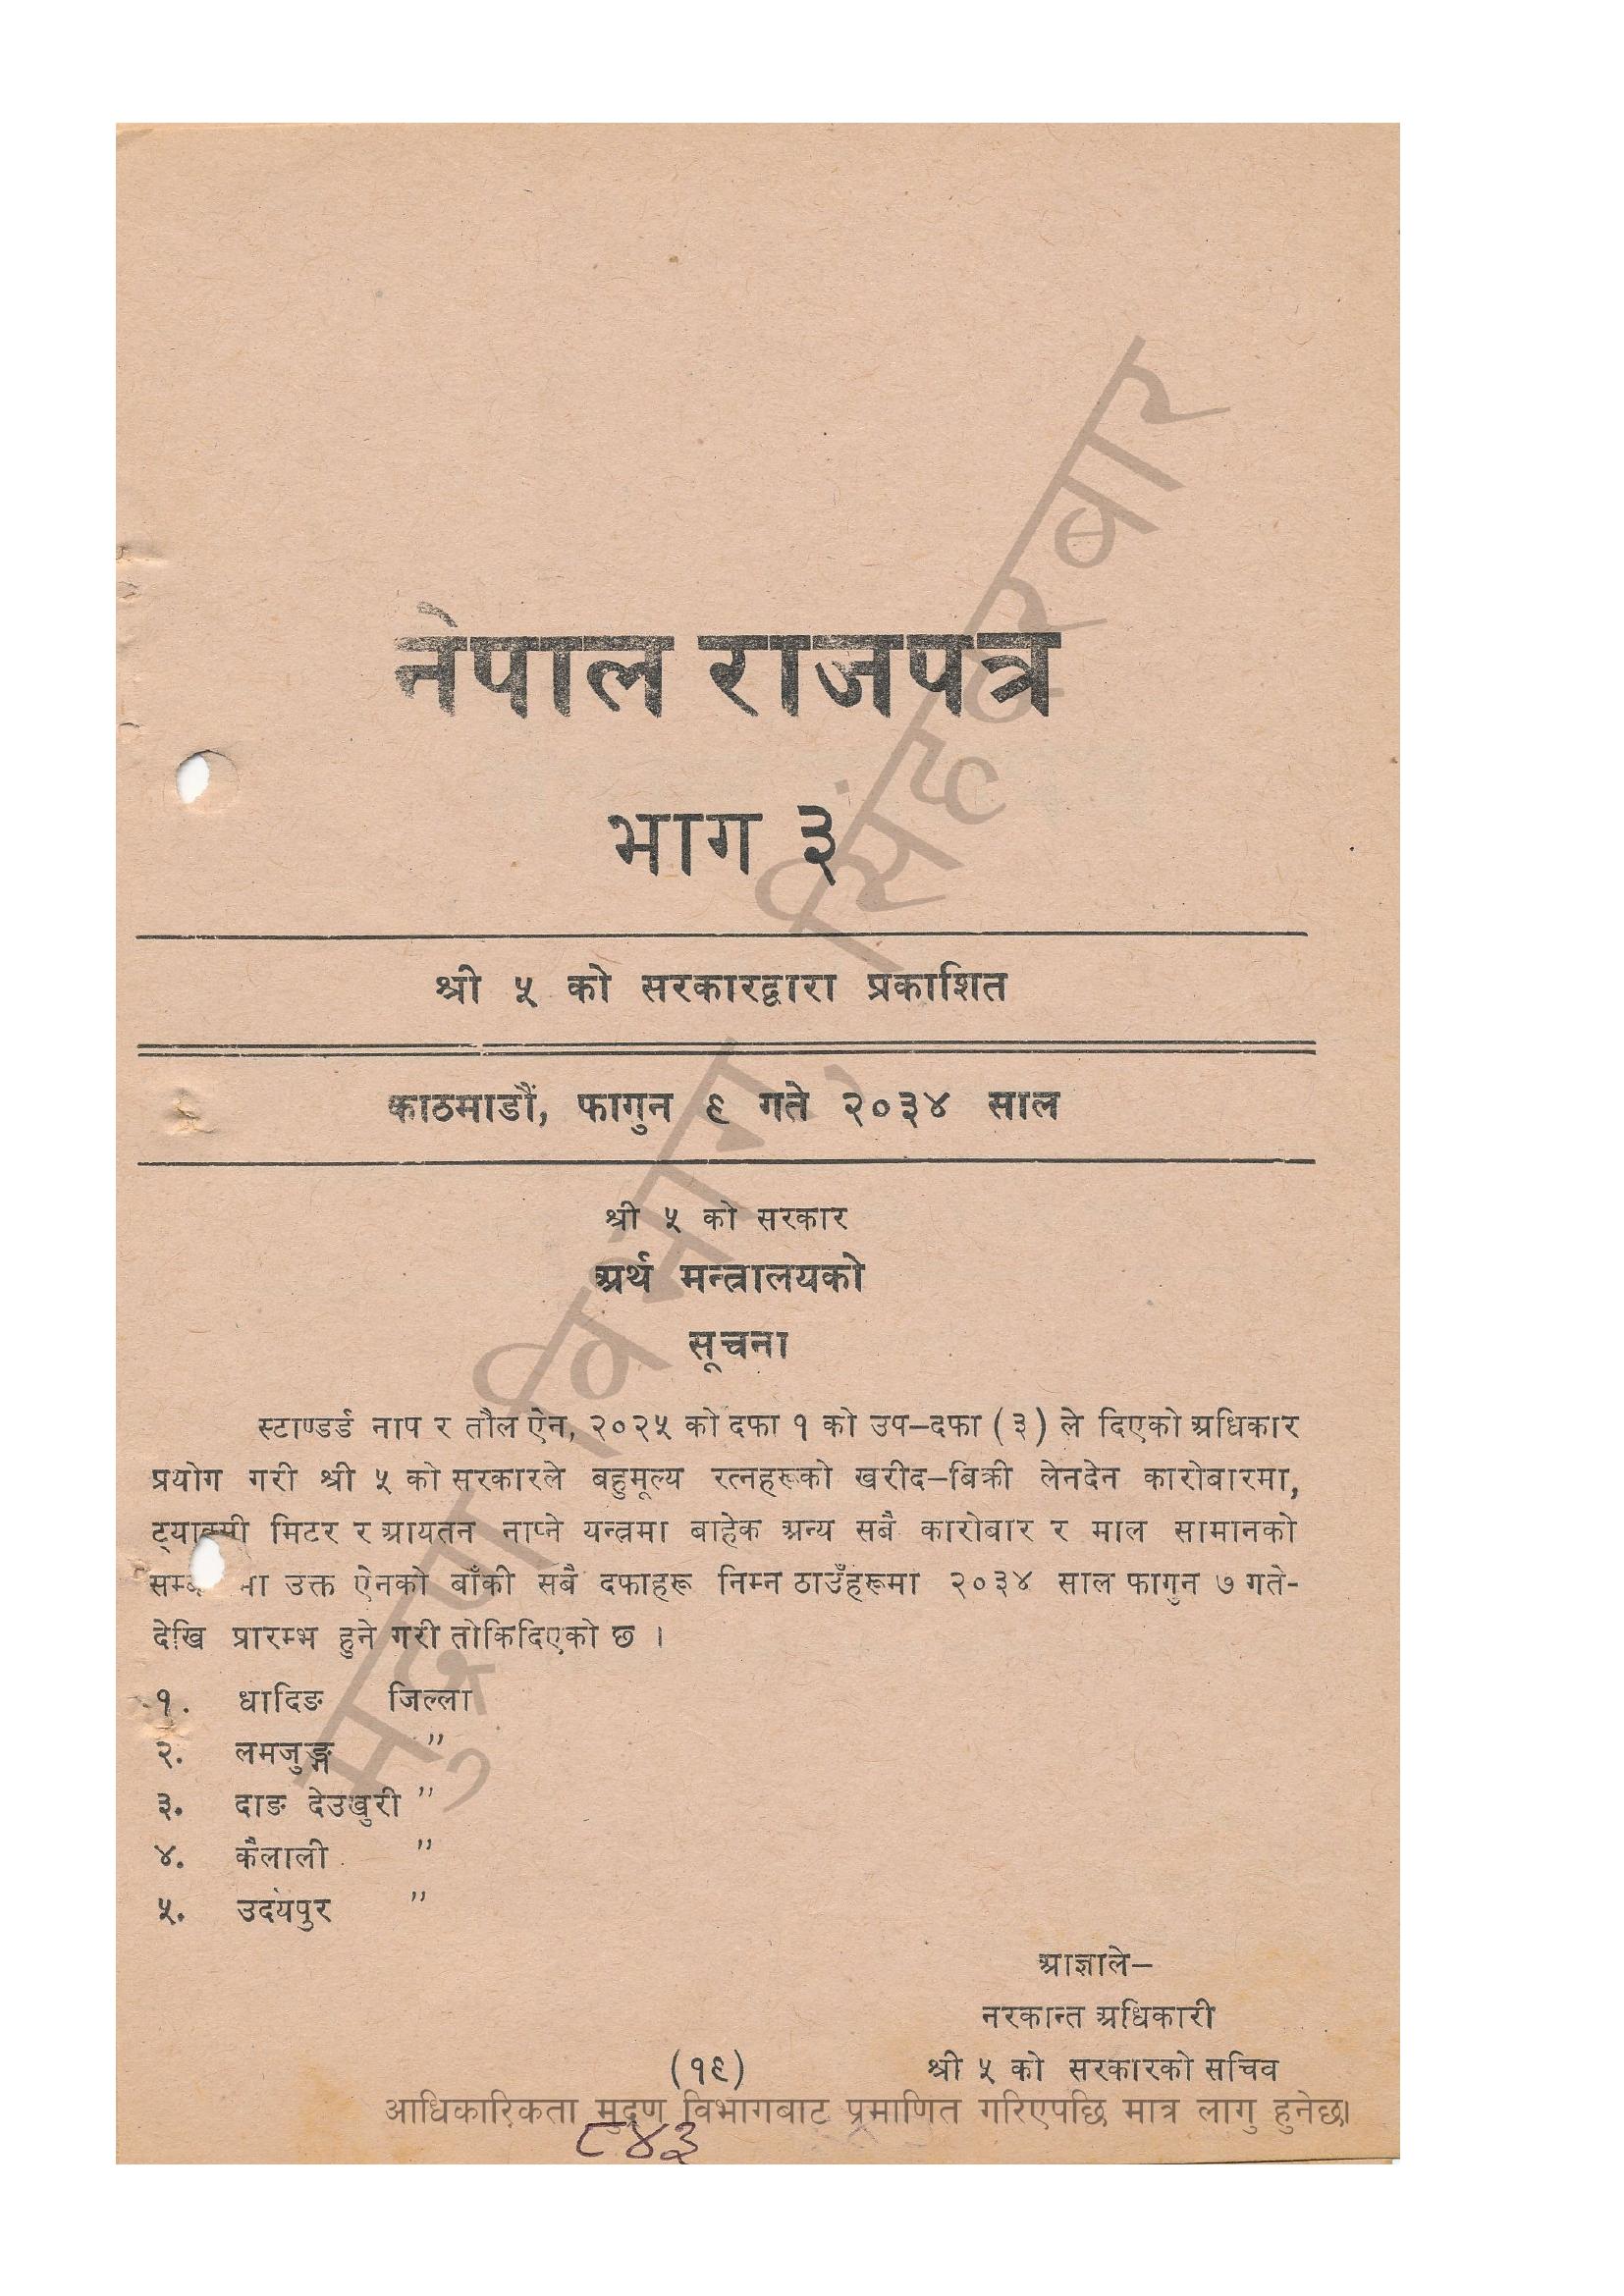 नेपाल राजपत्र
भाग ३
श्री ५ को सरकारद्वारा प्रकाशित
काठमाडौं, फागुन ९ गते २०३४ साल
श्री ५ को सरकार
अर्थ मन्त्रालयको
सूचना
स्टाण्डर्ड नाप र तौल ऐन, २०२५ को दफा १ को उप–दफा (३) ले दिएको अधिकार
प्रयोग गरी श्री ५ को सरकारले बहुमूल्य रत्नहरूको खरीद–बिक्री लेनदेन कारोबारमा,
ट्याक्सी मिटर र आयतन नाप्ने यन्त्रमा बाहेक अन्य सबै कारोबार र माल सामानको
उक्त ऐनको बाँकी सबै दफाहरू निम्न ठाउँहरूमा २०३४ साल फागुन ७ गते-
देखि प्रारम्भ हुने गरी तोकिदिएको छ ।
१. धादिङ जिल्ला
२. लमजुङ्ग ”
३. दाङ देउखुरी ”
४. कैलाली ”
५. उदयपुर ”
आज्ञाले–
नरकान्त अधिकारी
श्री ५ को सरकारको सचिव
(१९)
आधिकारिकता मुद्रण विभागबाट प्रमाणित गरिएपछि मात्र लागु हुनेछ।
८४३
मुद्रण विभाग, सिंहदरवार